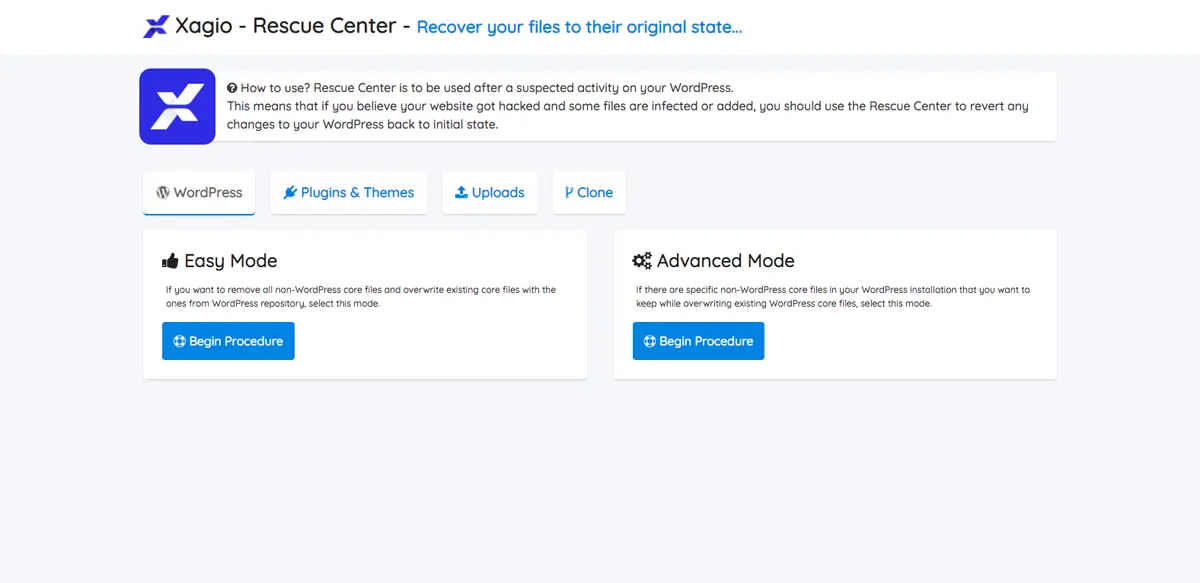 Xagio - Rescue Center - Recover your files to their original state...
How to use? Rescue Center is to be used after a suspected activity on your WordPress.
This means that if you believe your website got hacked and some files are infected or added, you should use the Rescue Center to revert any
changes to your WordPress back to initial state.
WordPress
Plugins & Themes
Uploads
Clone
Easy Mode
If you want to remove all non-WordPress core files and overwrite existing core files with the
ones from WordPress repository, select this mode.
Begin Procedure
Advanced Mode
If there are specific non-WordPress core files in your WordPress installation that you want to
keep while overwriting existing WordPress core files, select this mode.
Begin Procedure